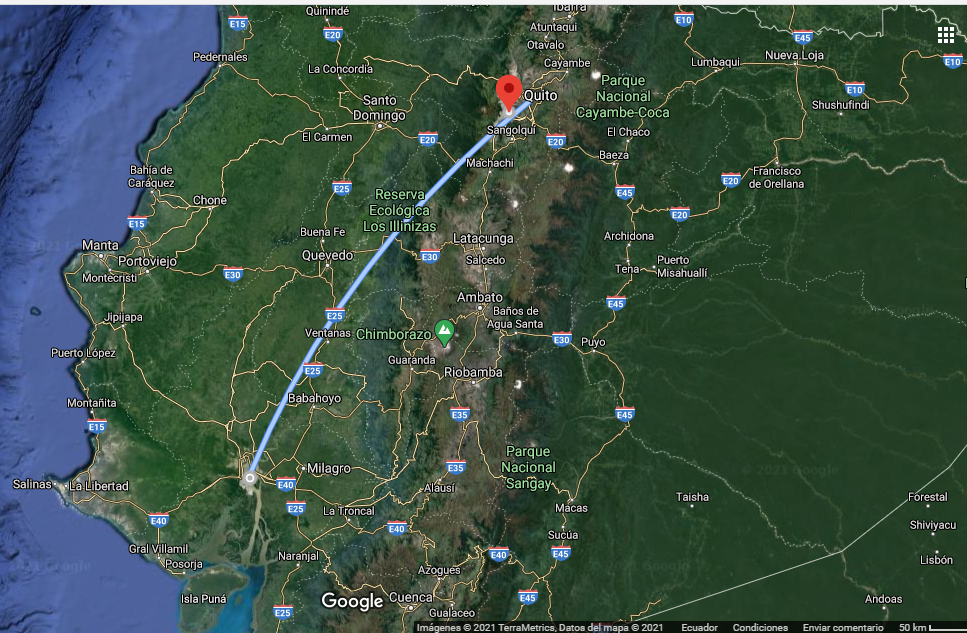 Quinindé
Ibarra
E15
E20
Atuntaqui
E10
Otavalo
E45
Pedernales
La Concordia
Cayambe
Lumbaqui
Nueva Loja
E10
Santo
Domingo
Quito
Parque
Nacional
Cayambe-Coca
E10
Shushufindi
El Carmen
E20
Sangolquí
E20
El Chaco
Bahía de
Caráquez
Machachi
Baeza
Francisco
de Orellana
E25
Chone
Reserva
Ecológica
Los Illinizas
E45
E20
E15
E20
Buena Fe
Latacunga
Archidona
Manta
Portoviejo
Montecristi
E30
Quevedo
E30
Salcedo
Tena
Puerto
Misahuallí
Ambato
E45
Jipijapa
E25
Baños de
Agua Santa
Ventanas
Chimborazo
E30
Puyo
Puerto López
Guaranda
E25
Riobamba
Montañita
Babahoyo
E35
E45
E15
Parque
Nacional
Sangay
Milagro
E35
2021 Google
Salinas
La Libertad
E40
Alausí
Taisha
Forestal
E25
La Troncal
Macas
E40
E40
Shiviyacu
Sucúa
Gral Villamil
Posorja
Naranjal
E40
E45
Lisbón
Azogues
Isla Puná
Google
Cuenca
E45
Andoas
E25
Gualaceo
Imágenes © 2021 TerraMetrics, Datos del mapa © 2021 Ecuador Condiciones Enviar comentario 50 km